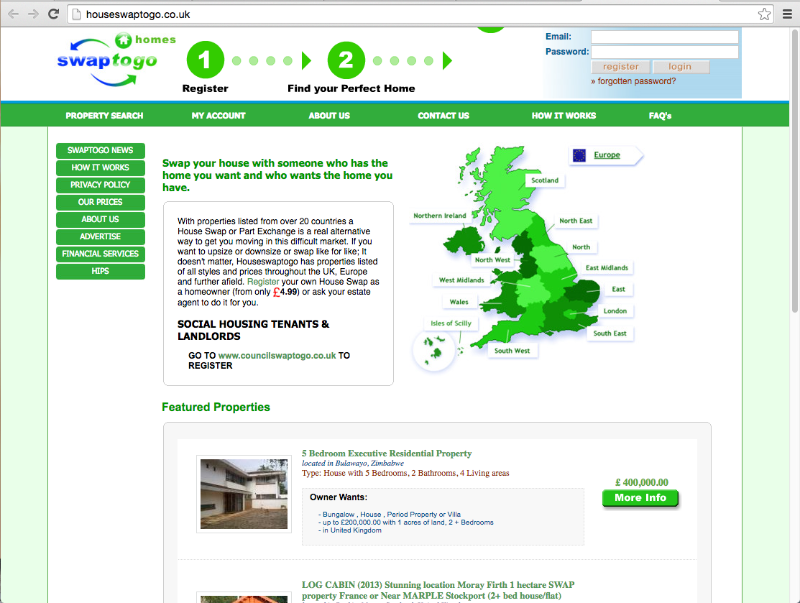 houseswaptogo.co.uk
homes
swaptogo
1
2
Register
Find your Perfect Home
Email:
Password:
register
login
» forgotten password?
PROPERTY SEARCH
MY ACCOUNT
ABOUT US
CONTACT US
HOW IT WORKS
FAQ's
SWAPTOGO NEWS
HOW IT WORKS
PRIVACY POLICY
OUR PRICES
ABOUT US
ADVERTISE
FINANCIAL SERVICES
HIPS
Swap your house with someone who has the
home you want and who wants the home you
have.
With properties listed from over 20 countries a
House Swap or Part Exchange is a real alternative
way to get you moving in this difficult market. If you
want to upsize or downsize or swap like for like; It
doesn't matter, Houseswaptogo has properties listed
of all styles and prices throughout the UK, Europe
and further afield. Register your own House Swap as
a homeowner (from only £4.99) or ask your estate
agent to do it for you.
SOCIAL HOUSING TENANTS &
LANDLORDS
GO TO www.councilswaptogo.co.uk TO
REGISTER
Europe
Scotland
Northern Ireland
North East
North
North West
East Midlands
West Midlands
East
Wales
London
Isles of Scilly
South East
South West
Featured Properties
5 Bedroom Executive Residential Property
located in Bulawayo, Zimbabwe
Type: House with 5 Bedrooms, 2 Bathrooms, 4 Living areas
Owner Wants:
- Bungalow , House , Period Property or Villa
- up to £200,000.00 with 1 acres of land, 2 + Bedrooms
- in United Kingdom
£ 400,000.00
More Info
LOG CABIN (2013) Stunning location Moray Firth 1 hectare SWAP
property France or Near MARPLE Stockport (2+ bed house/flat)